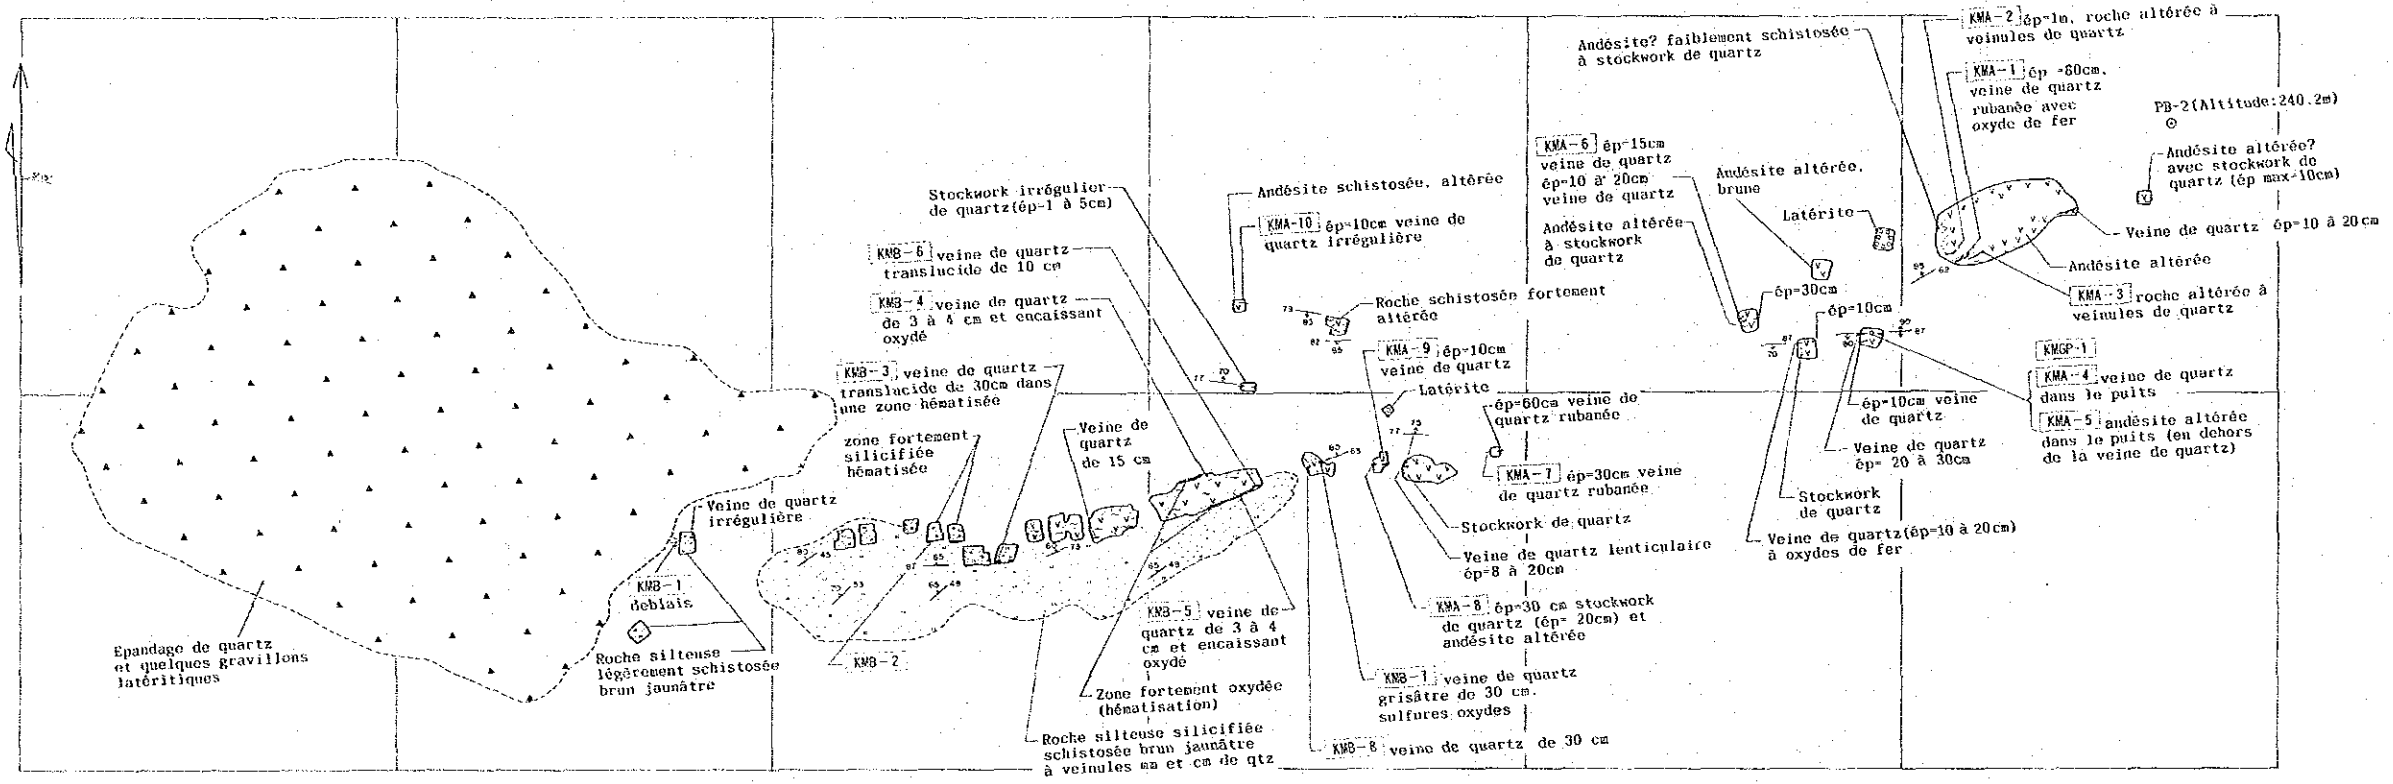 Epandage de quartz
et quelques gravillons
latéritiques
Veine de quartz
irrégulière
KMB-1
deblais
Roche silteuse
légèrement schistosée
brun jaunâtre
Stockwork irrégulier
de quartz(ép=1 à 5cm)
KMB-6 veine de quartz
translucide de 10 cm
KMB-4 veine de quartz
de 3 à 4 cm et encaissant
oxydé
KMB-3 veine de quartz
translucide de 30cm dans
une zone hématisée
zone fortement
silicifiée
hématisée
Veine de
quartz
de 15 cm
KMB-2
KMB-5 veine de
quartz de 3 à 4
cm et encaissant
oxydé
Zone fortement oxydée
(hématisation)
Roche silteuse silicifiée
schistosée brun jaunâtre
à veinules mm et cm de qtz
Andésite schistosée, altérée
KMA-10 ép=10cm veine de
quartz irrégulière
Roche schistosée fortement
altérée
KMA-9 ép=10cm
veine de quartz
Latérite
ép=60cm veine de
quartz rubanée
KMA-7 ép=30cm veine
de quartz rubanée
Stockwork de quartz
Veine de quartz lenticulaire
ép=8 à 20cm
KMA-8 ép=30 cm stockwork
de quartz (ép= 20cm) et
andésite altérée
KMB-7 veine de quartz
grisâtre de 30 cm.
sulfures oxydes
KMB-8 veine de quartz de 30 cm
Andésite? faiblement schistosée
à stockwork de quartz
KMA-6 ép=15cm
veine de quartz
ép=10 à 20cm
veine de quartz
Andésite altérée
à stockwork
de quartz
Andésite altérée,
brune
Latérite
ép=30cm
ép=10cm
KMA-2 ép=1m, roche altérée à
veinules de quartz
KMA-1 ép =80cm.
veine de quartz
rubanée avec
oxyde de fer
PB-2(Altitude:240.2m)
Andésite altérée?
avec stockwork de
quartz (ép max=10cm)
Veine de quartz ép=10 à 20cm
Andésite altérée
KMA-3 roche altérée à
veinules de quartz
KMGP-1
KMA-4 veine de quartz
dans le puits
KMA-5 andésite altérée
dans le puits (en dehors
de la veine de quartz)
ép=10cm veine
de quartz
Veine de quartz
ép= 20 à 30cm
Stockwork
de quartz
Veine de quartz(ép=10 à 20cm)
à oxydes de fer